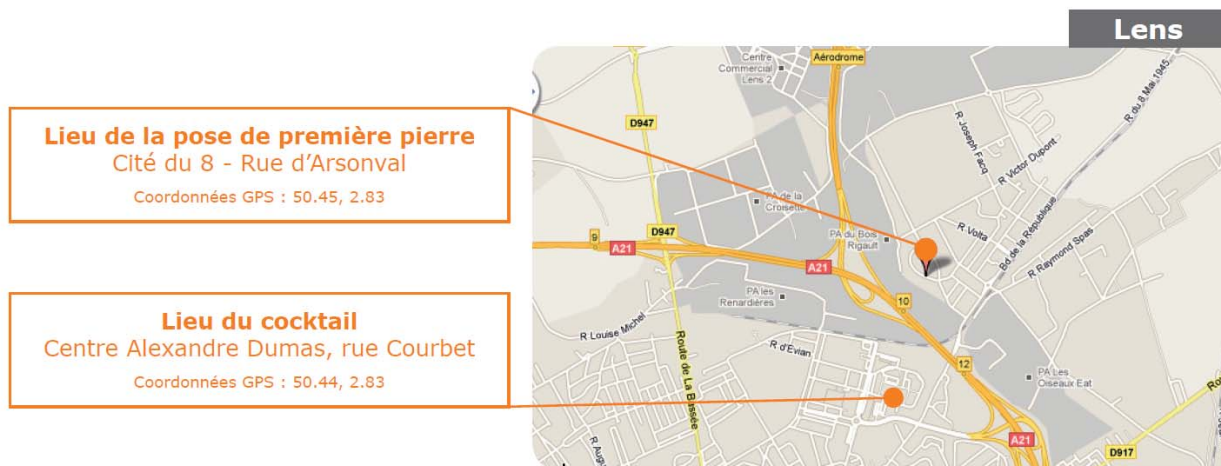 Lens
Lieu de la pose de première pierre
Cité du 8 - Rue d'Arsonval
Coordonnées GPS : 50.45, 2.83
Lieu du cocktail
Centre Alexandre Dumas, rue Courbet
Coordonnées GPS : 50.44, 2.83
Centre
Commercial
Lens 2
Aérodrome
D947
R du 8 Mai 1945
R Joseph Facq
R Victor Dupont
PA de la
Croisette
D947
9
A21
PA du Bois
Rigault
R Volta
Bd de la République
R Raymond Spas
A21
PA les
Renardières
10
R Louise Michel
Route de La Bassée
R d'Evian
12
PA Les
Oiseaux Eat
A21
D917